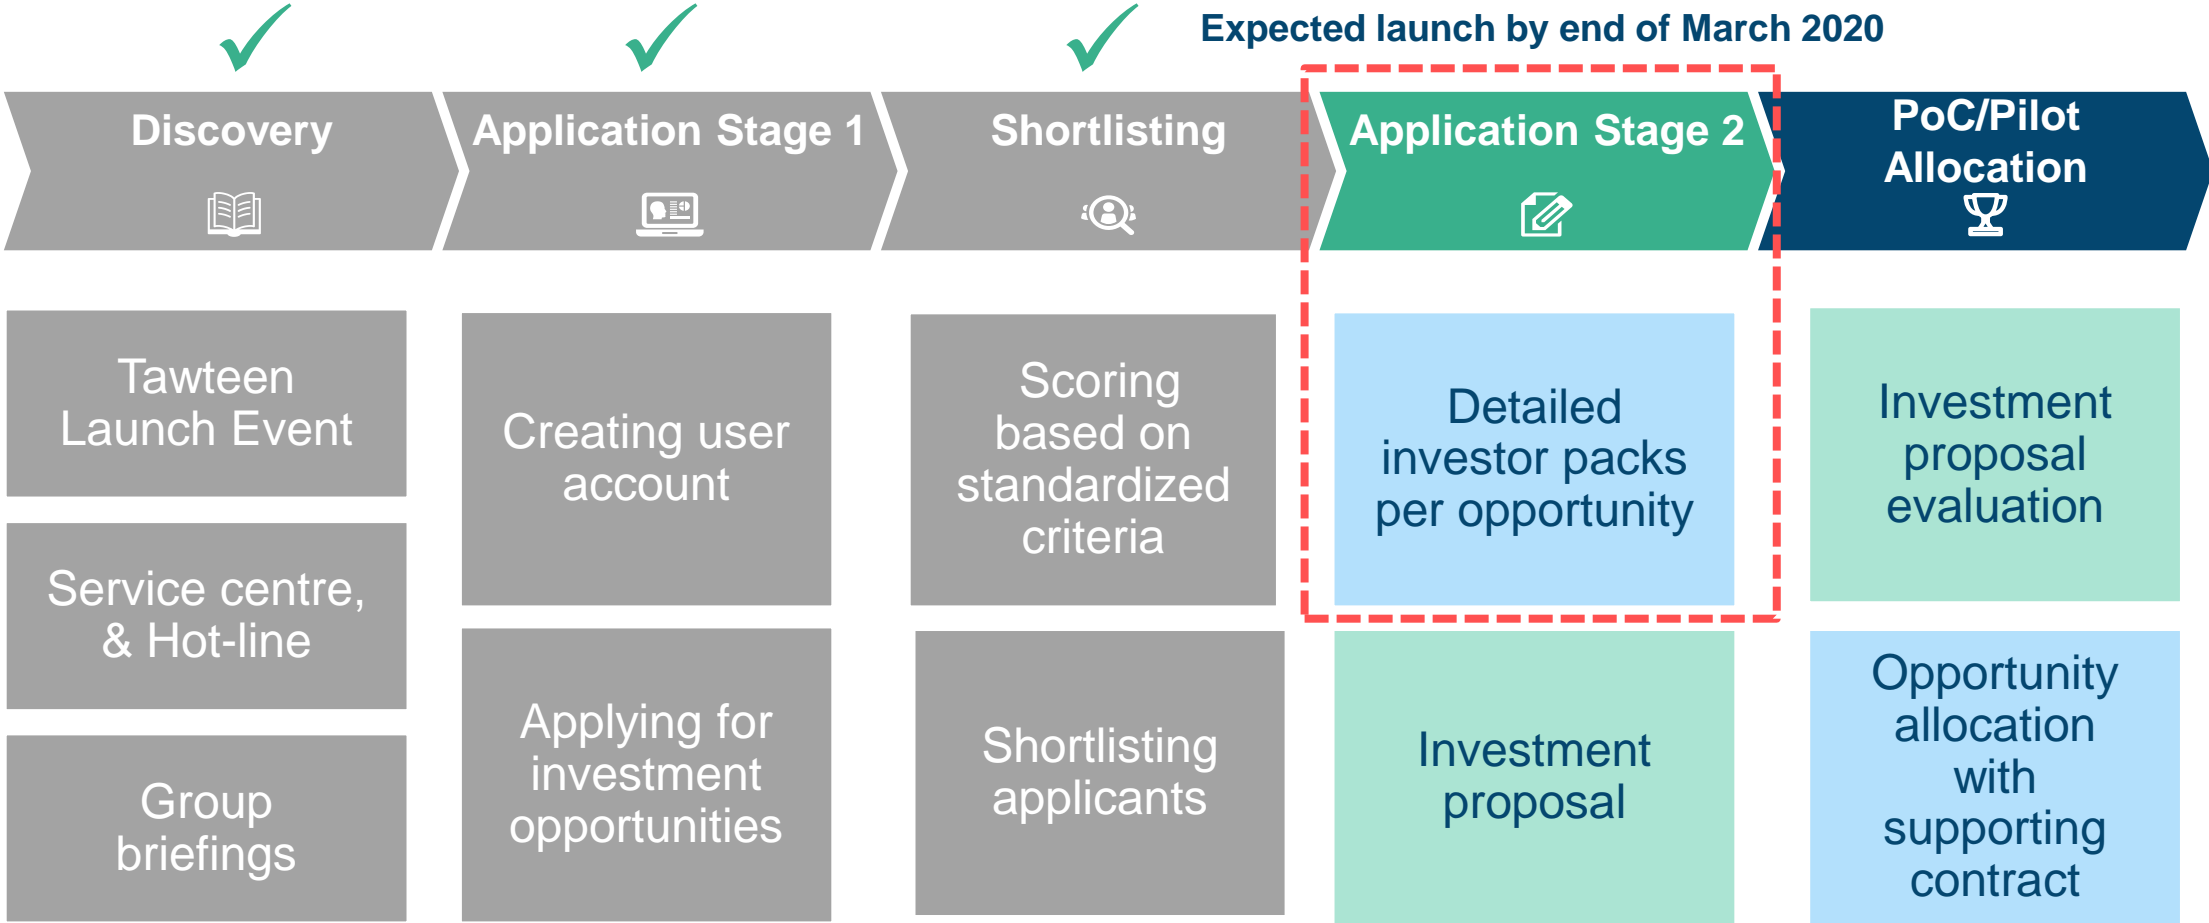 Expected launch by end of March 2020
Discovery
Application Stage 1
Shortlisting
Application Stage 2
PoC/Pilot
Allocation
Tawteen
Launch Event
Service centre,
& Hot-line
Group
briefings
Creating user
account
Applying for
investment
opportunities
Scoring
based on
standardized
criteria
Shortlisting
applicants
Detailed
investor packs
per opportunity
Investment
proposal
Investment
proposal
evaluation
Opportunity
allocation
with
supporting
contract